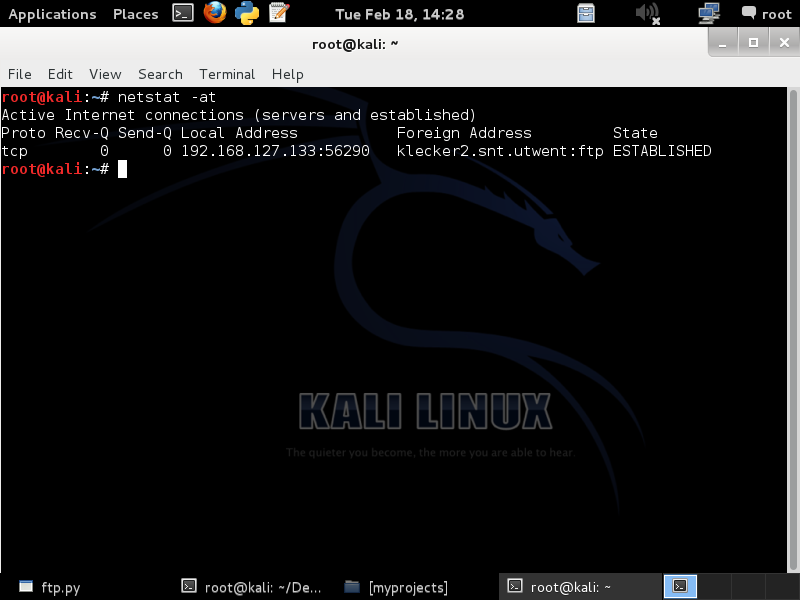 Applications Places Tue Feb 18, 14:28 root
root@kali: ~
File Edit View Search Terminal Help
root@kali:~# netstat -at
Active Internet connections (servers and established)
Proto Recv-Q Send-Q Local Address Foreign Address State
tcp 0 0 192.168.127.133:56290 klecker2.snt.utwent:ftp ESTABLISHED
root@kali:~#
KALI LINUX
The quieter you become, the more you are able to hear.
ftp.py root@kali: ~/De... [myprojects] root@kali: ~